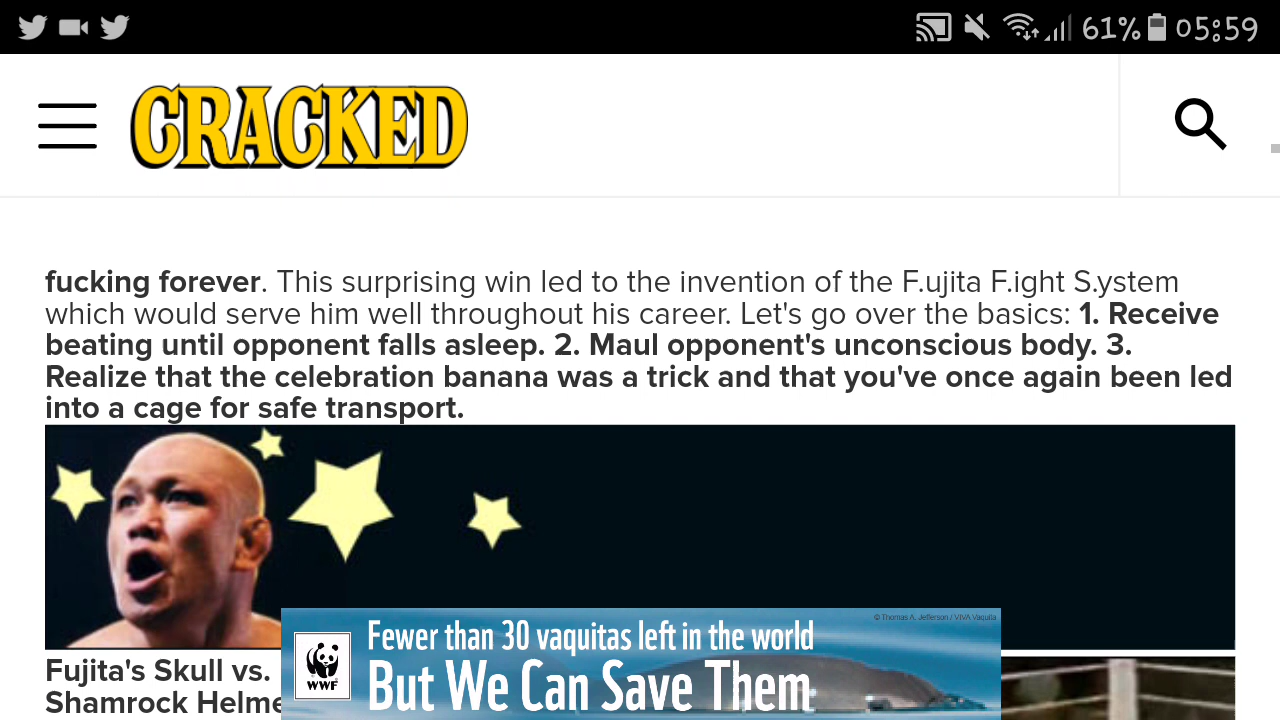 61% 05:59
CRACKED
fucking forever. This surprising win led to the invention of the F.ujita F.ight S.ystem
which would serve him well throughout his career. Let's go over the basics: 1. Receive
beating until opponent falls asleep. 2. Maul opponent's unconscious body. 3.
Realize that the celebration banana was a trick and that you've once again been led
into a cage for safe transport.
© Thomas A. Jefferson / VIVA Vaquita
Fewer than 30 vaquitas left in the world
But We Can Save Them
WWF
Fujita's Skull vs.
Shamrock Helme